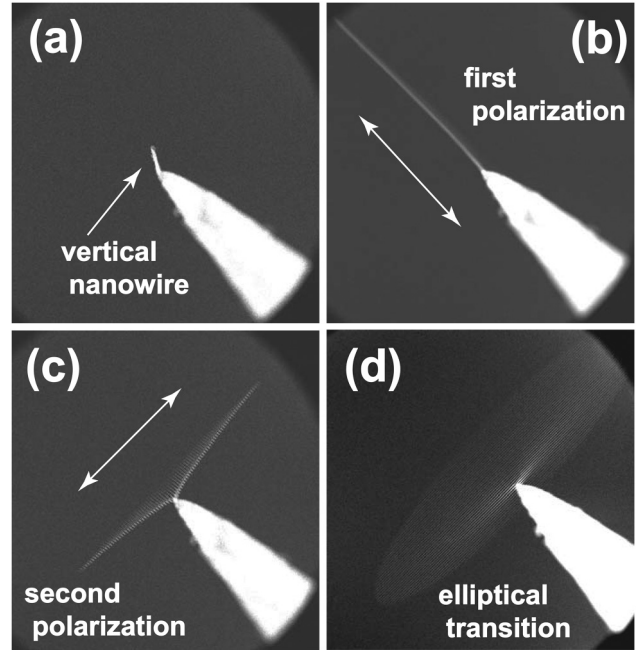 (a)
vertical
nanowire
(b)
first
polarization
(c)
second
polarization
(d)
elliptical
transition